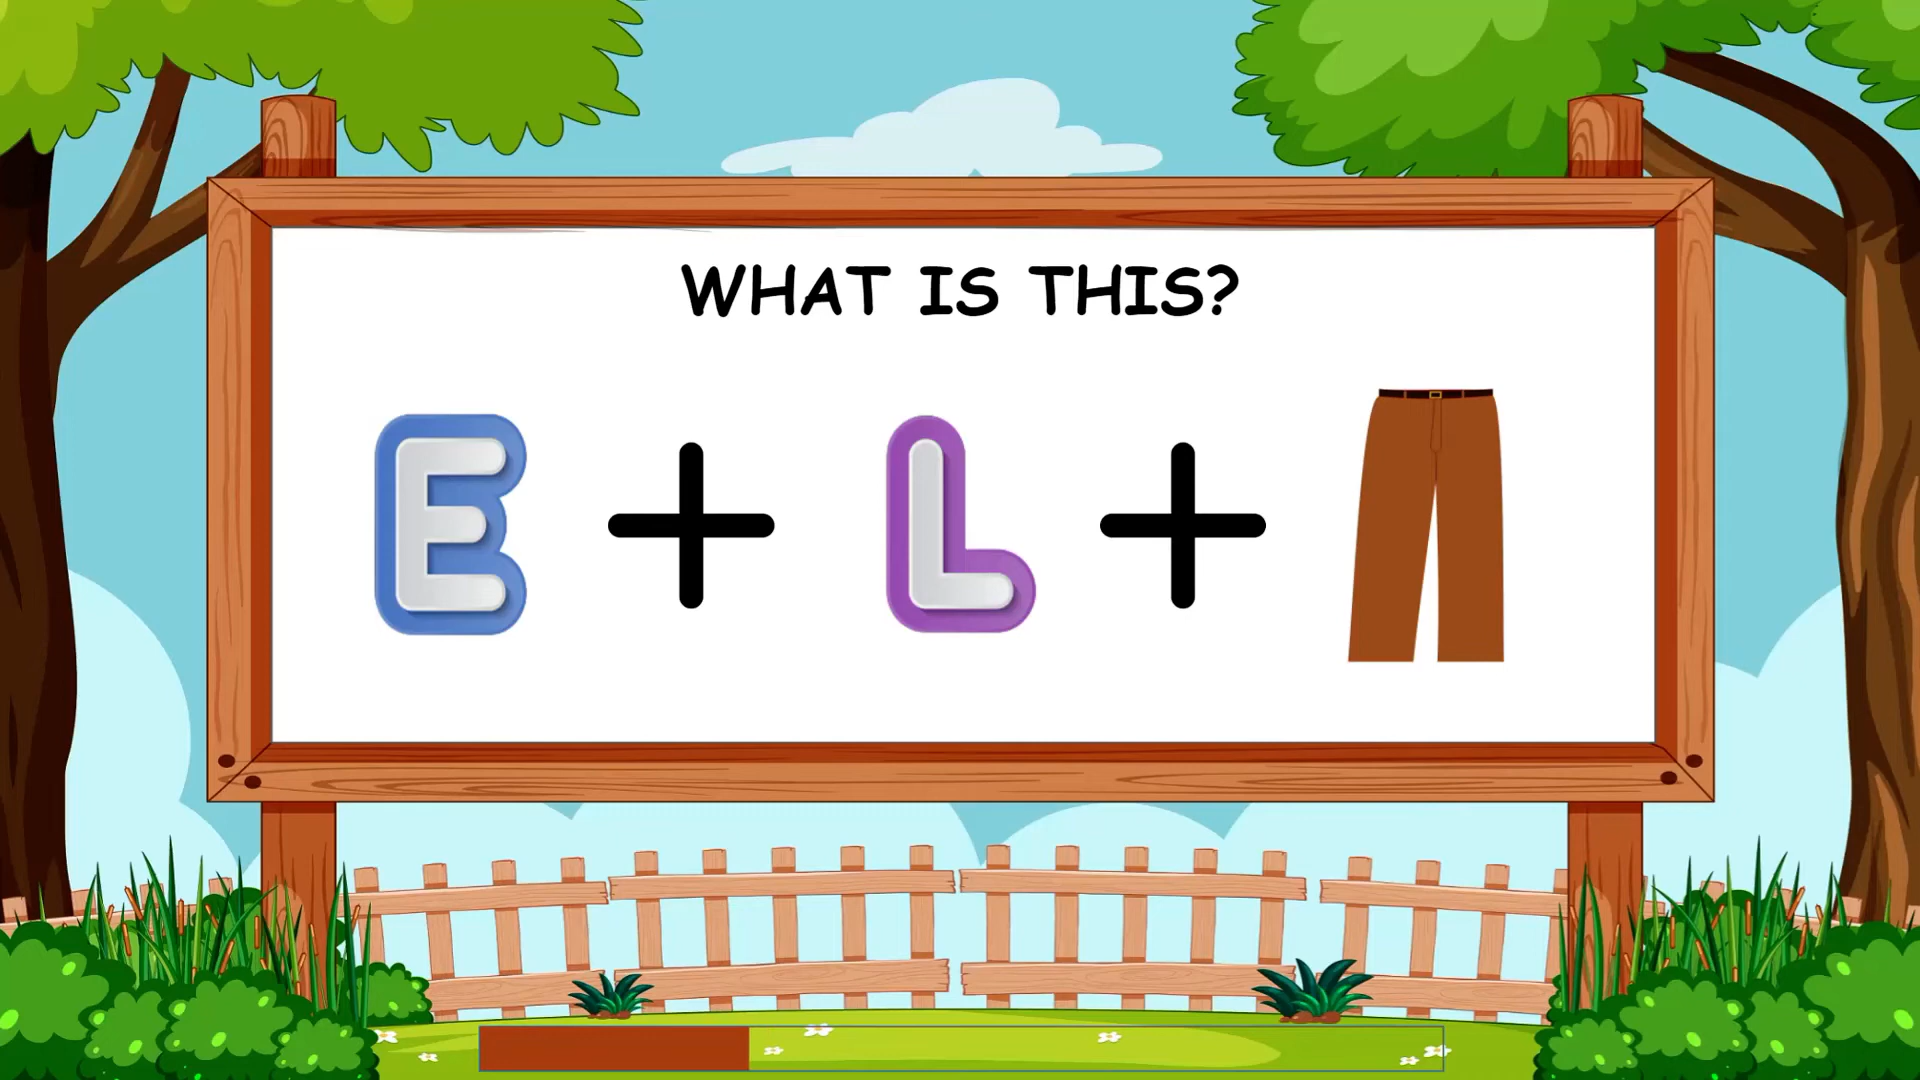 WHAT IS THIS?
E + L +